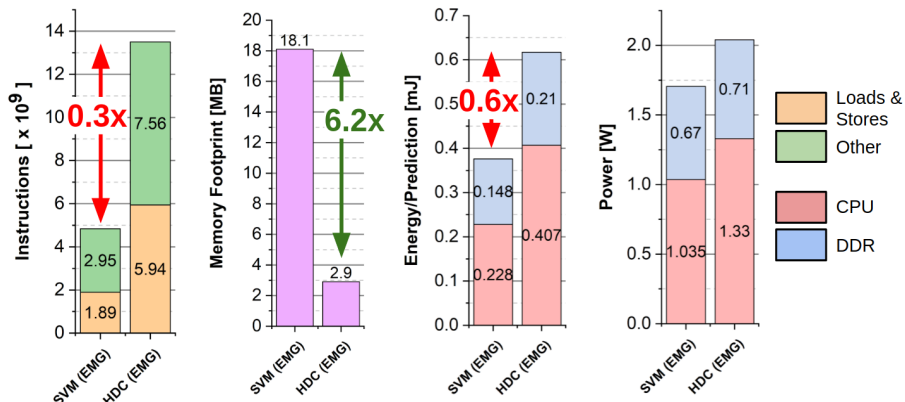 Instructions [ x 10⁹ ]
14
12
10
8
6
4
2
0
0.3x
7.56
5.94
2.95
1.89
SVM (EMG)
HDC (EMG)
Memory Footprint [MB]
20
18
16
14
12
10
8
6
4
2
0
18.1
6.2x
2.9
SVM (EMG)
HDC (EMG)
Energy/Prediction [mJ]
0.7
0.6
0.5
0.4
0.3
0.2
0.1
0.0
0.6x
0.21
0.148
0.407
0.228
SVM (EMG)
HDC (EMG)
Power [W]
2.0
1.5
1.0
0.5
0.0
0.71
0.67
1.33
1.035
SVM (EMG)
HDC (EMG)
Loads &
Stores
Other
CPU
DDR